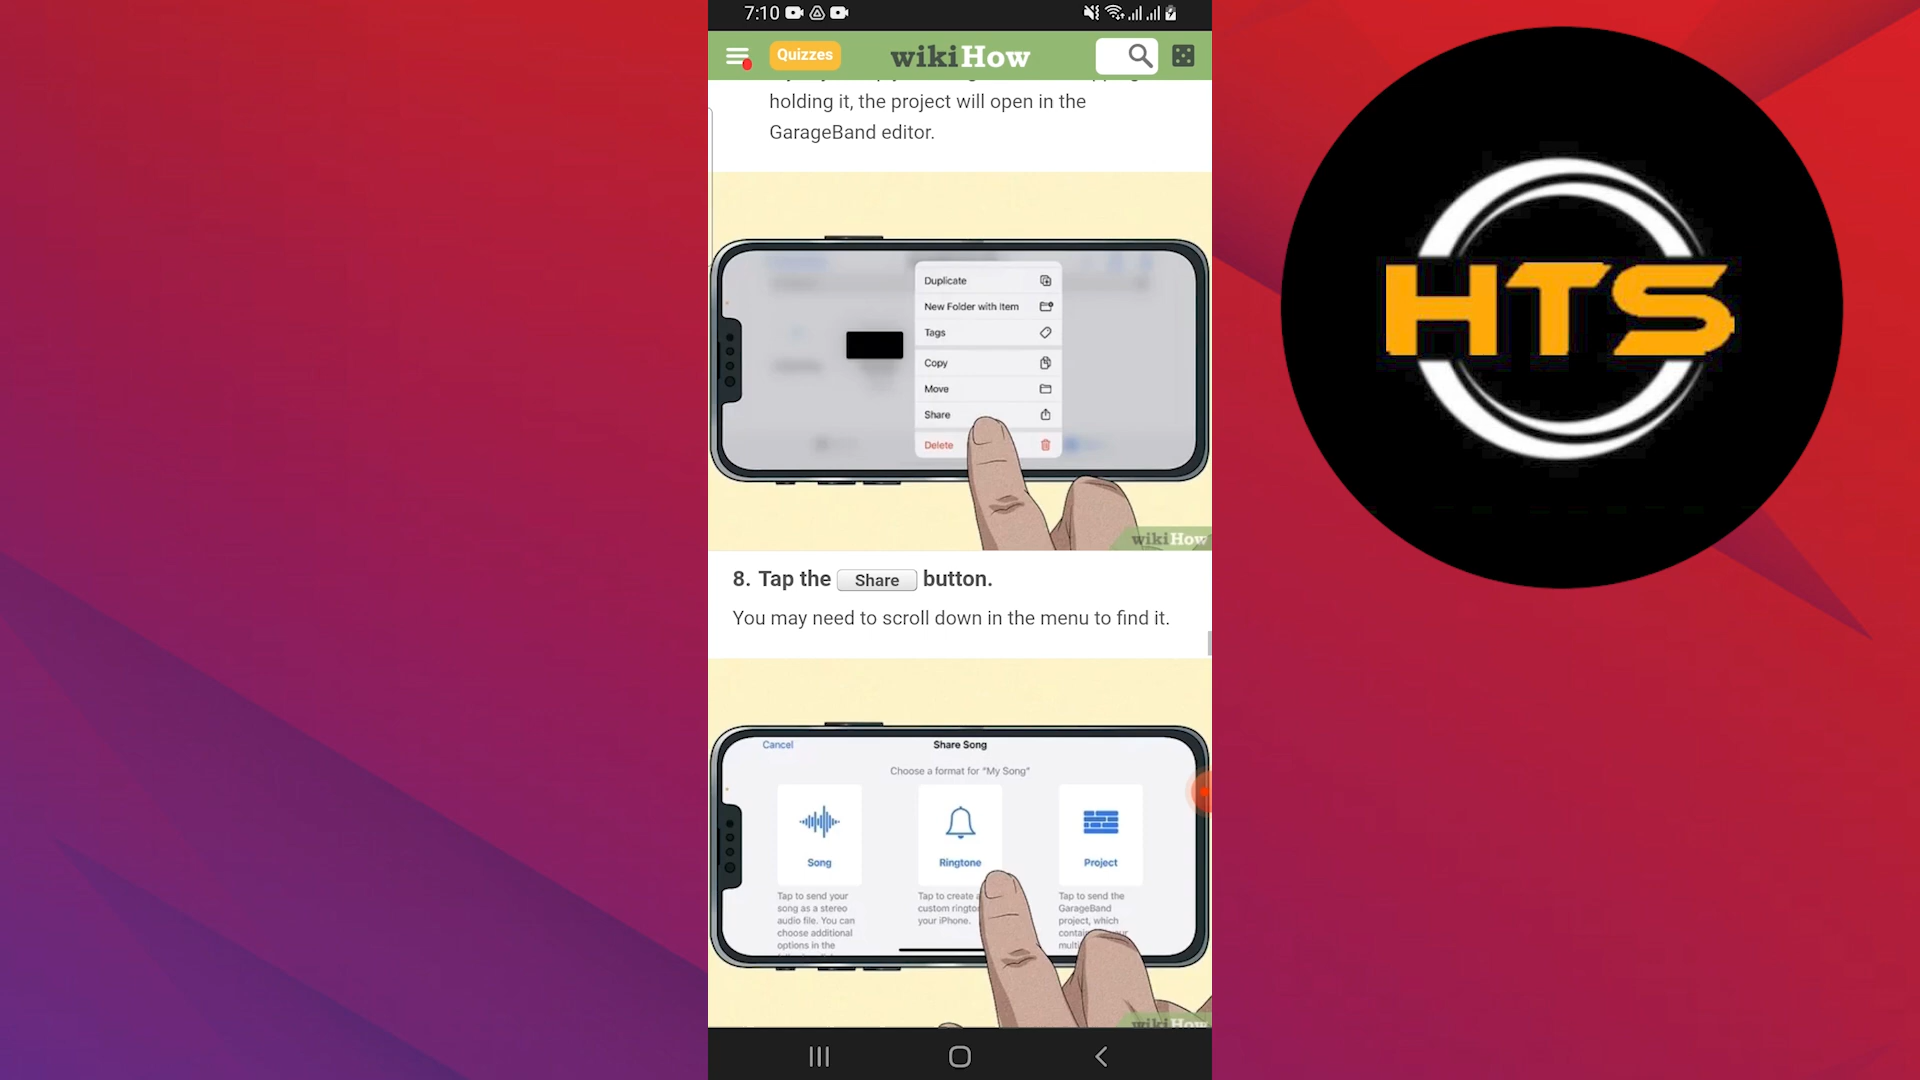 7:10
Quizzes
wikiHow
holding it, the project will open in the
GarageBand editor.
Duplicate
New Folder with Item
Tags
Copy
Move
Share
Delete
wikiHow
8. Tap the Share button.
You may need to scroll down in the menu to find it.
Cancel
Share Song
Choose a format for "My Song"
Song
Tap to send your
song as a stereo
audio file. You can
choose additional
options in the
Ringtone
Tap to create a
custom
your iPhone.
Project
Tap to send the
GarageBand
project, which
wikiHow
HTS